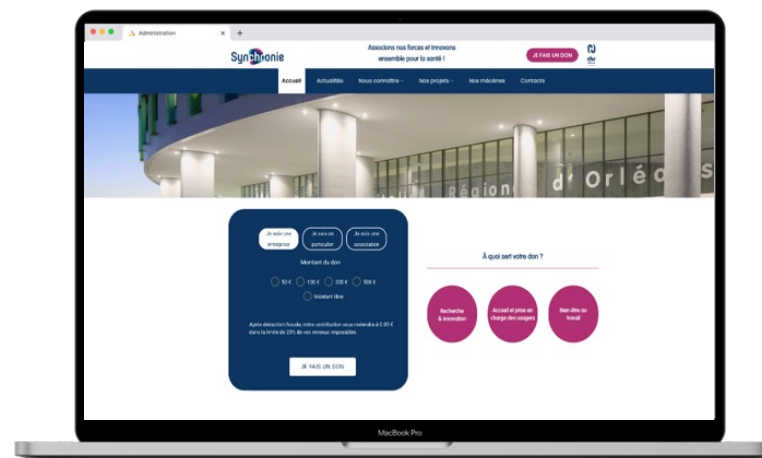 Administration
Synchronie
Associons nos forces et innovons
ensemble pour la santé !
JE FAIS UN DON
Accueil
Actualités
Nous connaître
Nos projets
Nos mécènes
Contacts
Région d' Orléans
Je suis une
entreprise
Je suis un
particulier
Je suis une
association
Montant du don
50 €
100 €
300 €
500 €
Montant libre
Après déduction fiscale, votre contribution vous reviendra à 0.00 €
dans la limite de 20% de vos revenus imposables.
JE FAIS UN DON
À quoi sert votre don ?
Recherche
& innovation
Accueil et prise en
charge des usagers
Bien-être au
travail
MacBook Pro